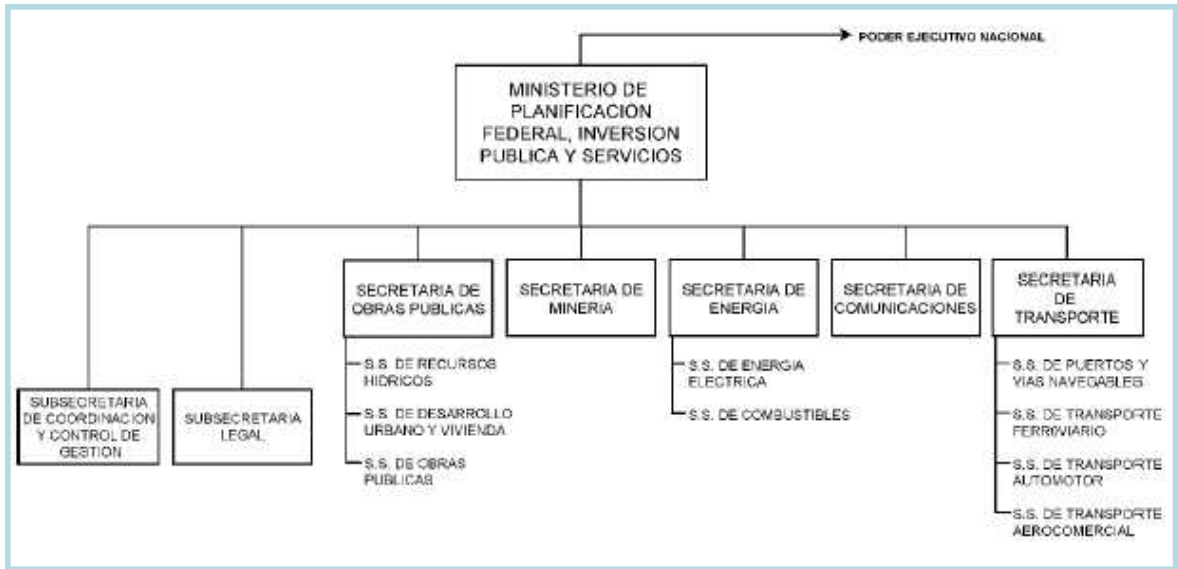 PODER EJECUTIVO NACIONAL
MINISTERIO DE
PLANIFICACION
FEDERAL, INVERSION
PUBLICA Y SERVICIOS
SECRETARIA DE
OBRAS PUBLICAS
SECRETARIA DE
MINERIA
SECRETARIA DE
ENERGIA
SECRETARIA DE
COMUNICACIONES
SECRETARIA
DE
TRANSPORTE
SUBSECRETARIA
DE COORDINACION
Y CONTROL DE
GESTION
SUBSECRETARIA
LEGAL
S.S. DE RECURSOS
HIDRICOS
S.S. DE DESARROLLO
URBANO Y VIVIENDA
S.S. DE OBRAS
PUBLICAS
S.S. DE ENERGIA
ELECTRICA
S.S. DE COMBUSTIBLES
S.S. DE PUERTOS Y
VIAS NAVEGABLES
S.S. DE TRANSPORTE
FERROVIARIO
S.S. DE TRANSPORTE
AUTOMOTOR
S.S. DE TRANSPORTE
AEROCOMERCIAL